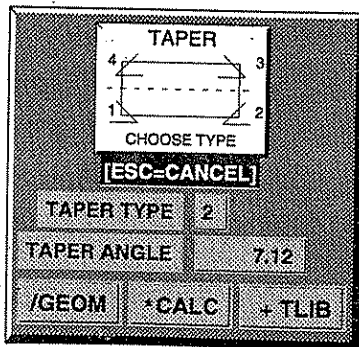 TAPER
4 3
1 2
CHOOSE TYPE
[ESC=CANCEL]
TAPER TYPE 2
TAPER ANGLE 7.12
/GEOM *CALC + TLIB